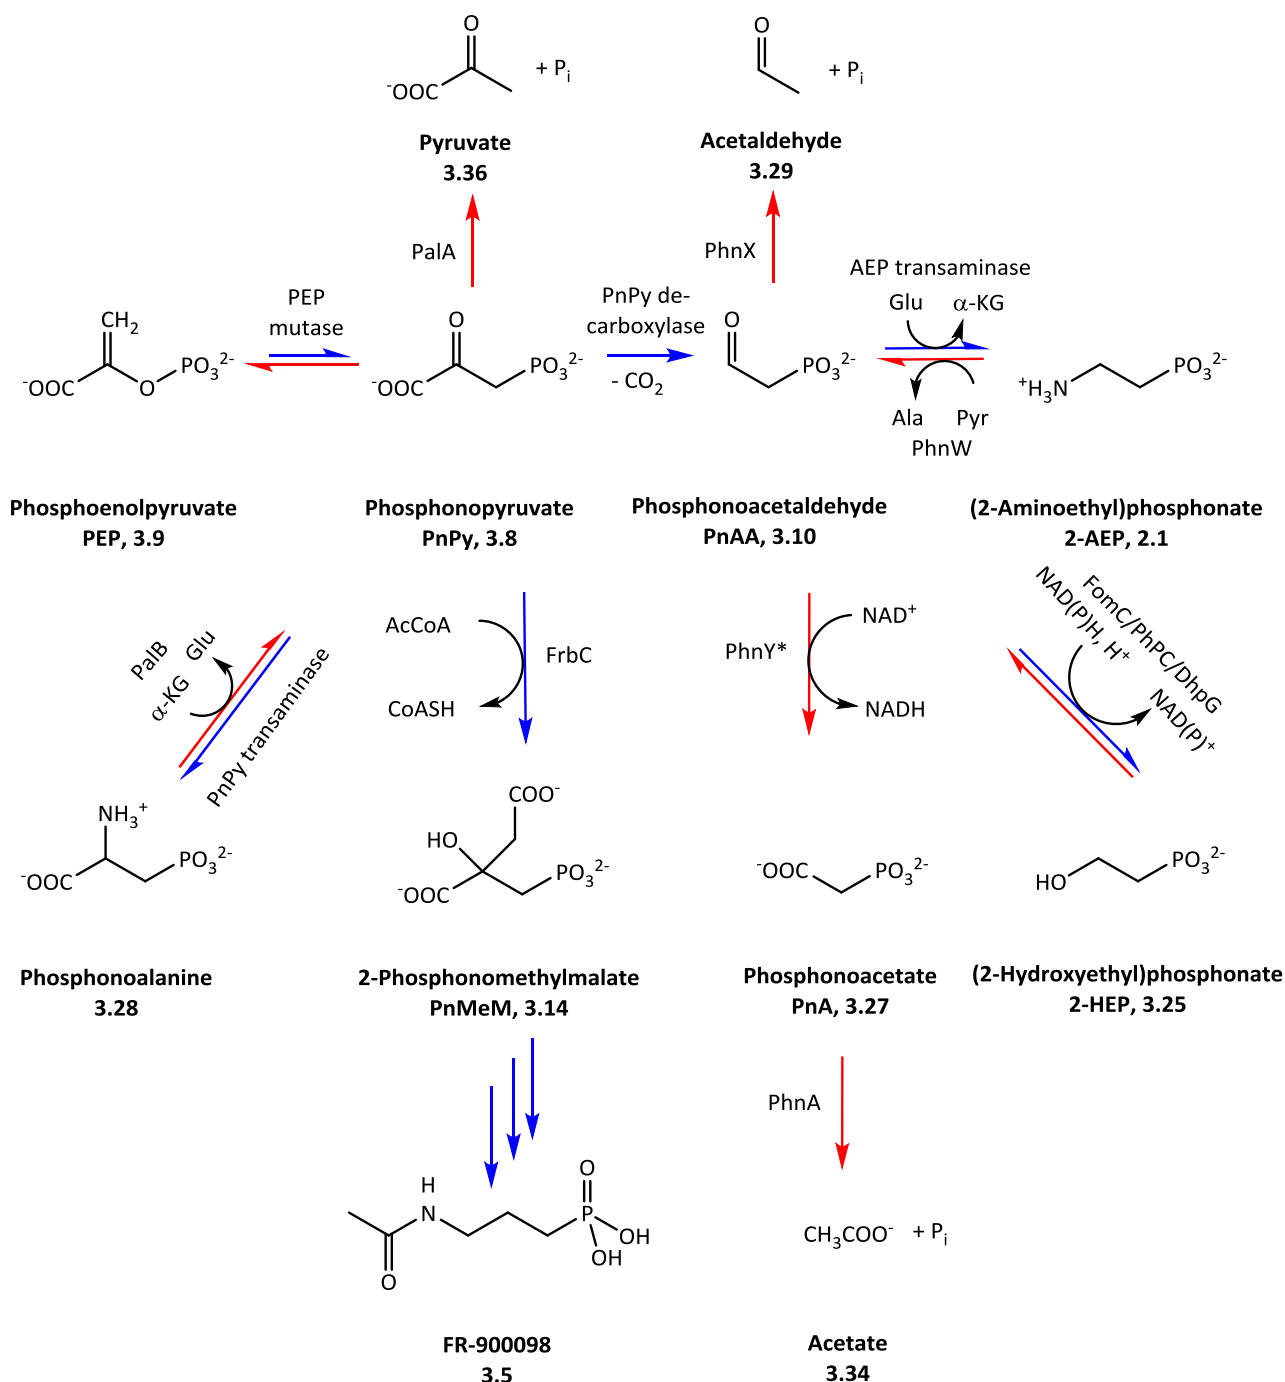 O
⁻OOC
+ Pᵢ
Pyruvate
3.36
O
+ Pᵢ
Acetaldehyde
3.29
PalA
PhnX
CH₂
⁻OOC
O
PO₃²⁻
PEP
mutase
O
⁻OOC
PO₃²⁻
PnPy de-
carboxylase
- CO₂
O
PO₃²⁻
AEP transaminase
Glu
α-KG
Ala
Pyr
PhnW
⁺H₃N
PO₃²⁻
Phosphoenolpyruvate
PEP, 3.9
Phosphonopyruvate
PnPy, 3.8
Phosphonoacetaldehyde
PnAA, 3.10
(2-Aminoethyl)phosphonate
2-AEP, 2.1
PalB
Glu
α-KG
PnPy transaminase
AcCoA
CoASH
FrbC
PhnY*
NAD⁺
NADH
FomC/PhPC/DhpG
NAD(P)H, H⁺
NAD(P)⁺
NH₃⁺
⁻OOC
PO₃²⁻
COO⁻
HO
⁻OOC
PO₃²⁻
⁻OOC
PO₃²⁻
HO
PO₃²⁻
Phosphonoalanine
3.28
2-Phosphonomethylmalate
PnMeM, 3.14
Phosphonoacetate
PnA, 3.27
(2-Hydroxyethyl)phosphonate
2-HEP, 3.25
PhnA
H
N
O
O
P
OH
OH
CH₃COO⁻ + Pᵢ
FR-900098
3.5
Acetate
3.34